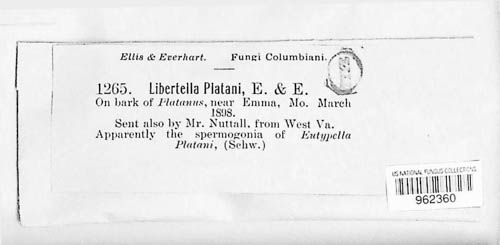 Ellis & Everhart. Fungi Columbiani.
1265. Libertella Platani, E. & E.
On bark of Platanus, near Emma, Mo. March
1898.
Sent also by Mr. Nuttall, from West Va.
Apparently the spermogonia of Eutypella
Platani, (Schw.)
US NATIONAL FUNGUS COLLECTIONS
962360